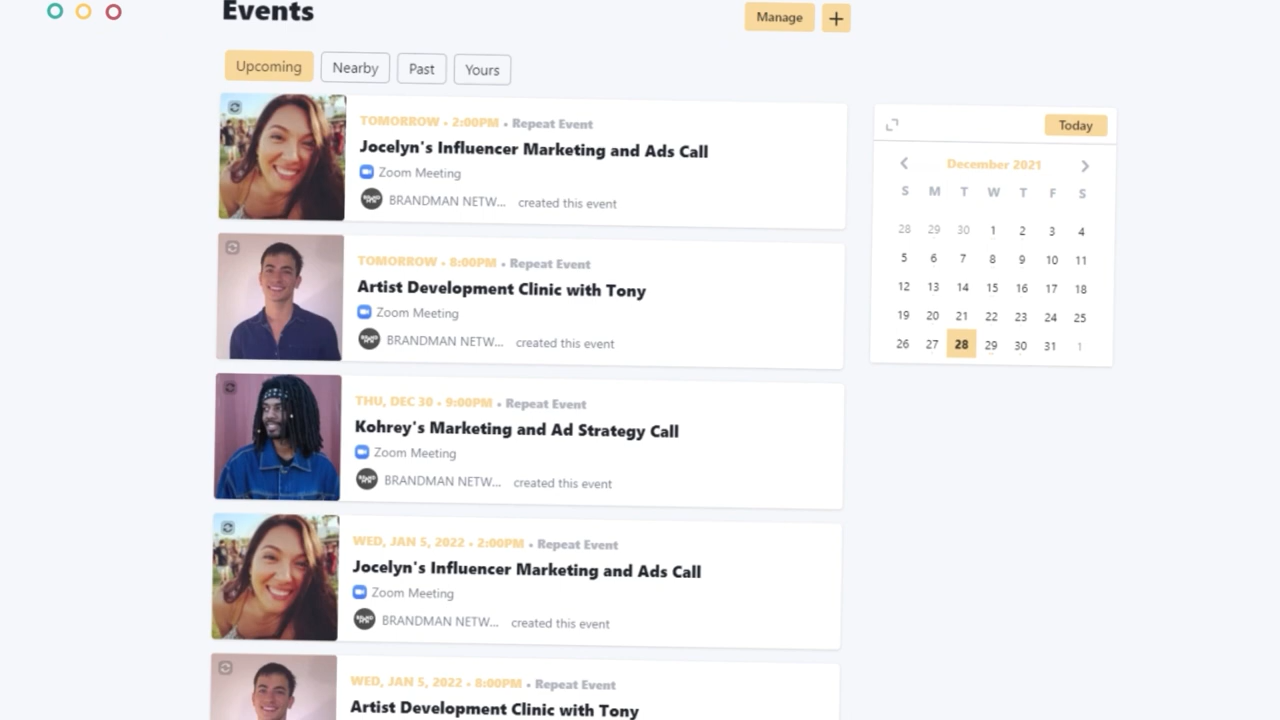 Events
Manage
+
Upcoming
Nearby
Past
Yours
TOMORROW • 2:00PM • Repeat Event
Jocelyn's Influencer Marketing and Ads Call
Zoom Meeting
BRANDMAN NETW... created this event
TOMORROW • 8:00PM • Repeat Event
Artist Development Clinic with Tony
Zoom Meeting
BRANDMAN NETW... created this event
THU, DEC 30 • 9:00PM • Repeat Event
Kohrey's Marketing and Ad Strategy Call
Zoom Meeting
BRANDMAN NETW... created this event
WED, JAN 5, 2022 • 2:00PM • Repeat Event
Jocelyn's Influencer Marketing and Ads Call
Zoom Meeting
BRANDMAN NETW... created this event
WED, JAN 5, 2022 • 8:00PM • Repeat Event
Artist Development Clinic with Tony
Today
December 2021
S M T W T F S
28 29 30 1 2 3 4
5 6 7 8 9 10 11
12 13 14 15 16 17 18
19 20 21 22 23 24 25
26 27 28 29 30 31 1